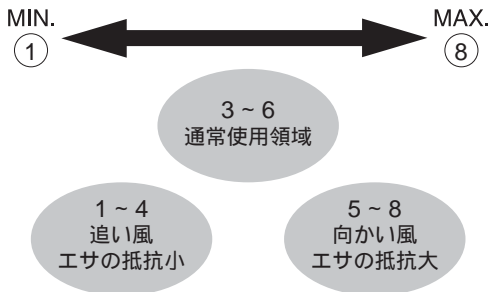 MIN. MAX.
1 8
3 ~ 6
通常使用領域
1 ~ 4
追い風
エサの抵抗小
5 ~ 8
向かい風
エサの抵抗大